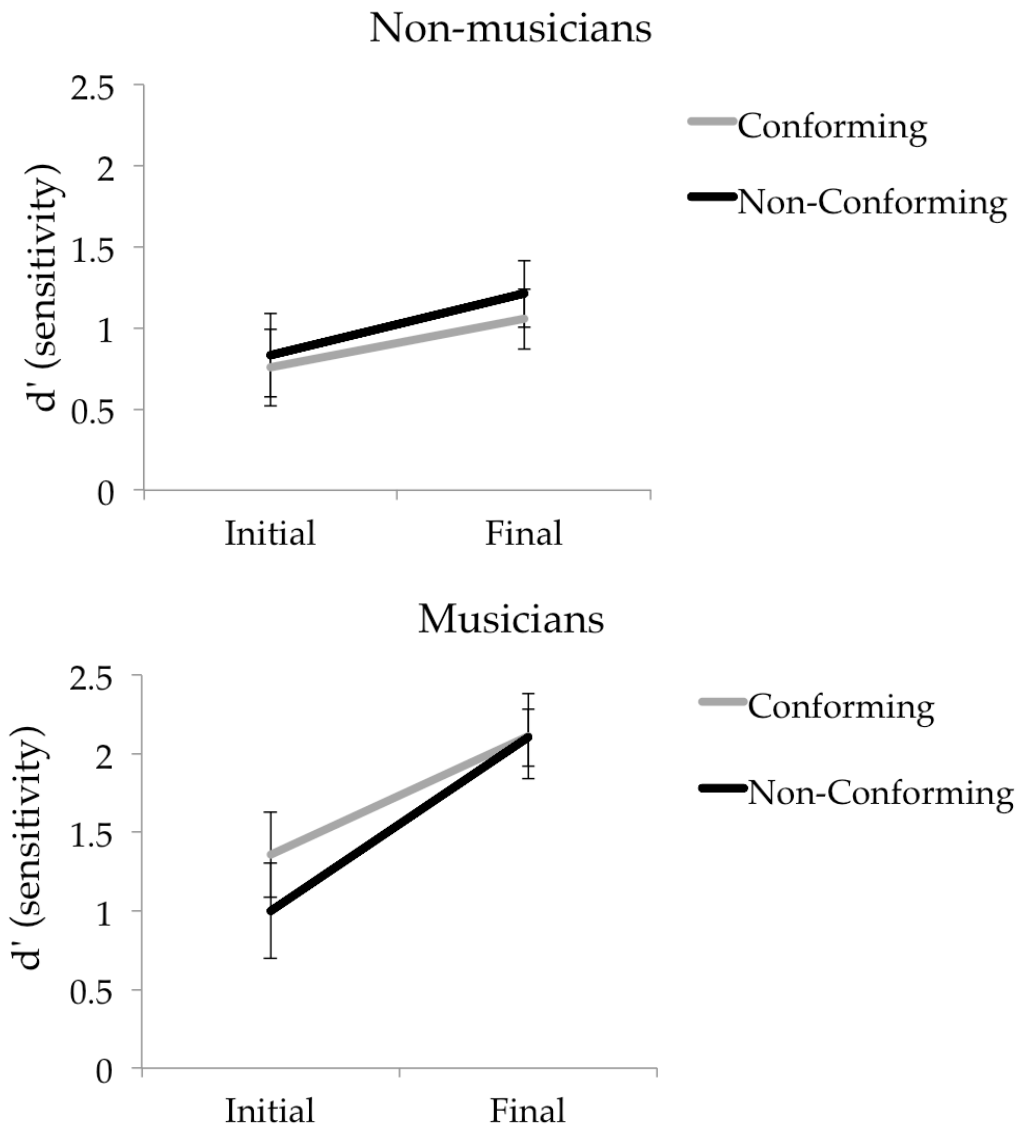 Non-musicians
2.5
2
1.5
1
0.5
0
d' (sensitivity)
Initial
Final
Conforming
Non-Conforming
Musicians
2.5
2
1.5
1
0.5
0
d' (sensitivity)
Initial
Final
Conforming
Non-Conforming